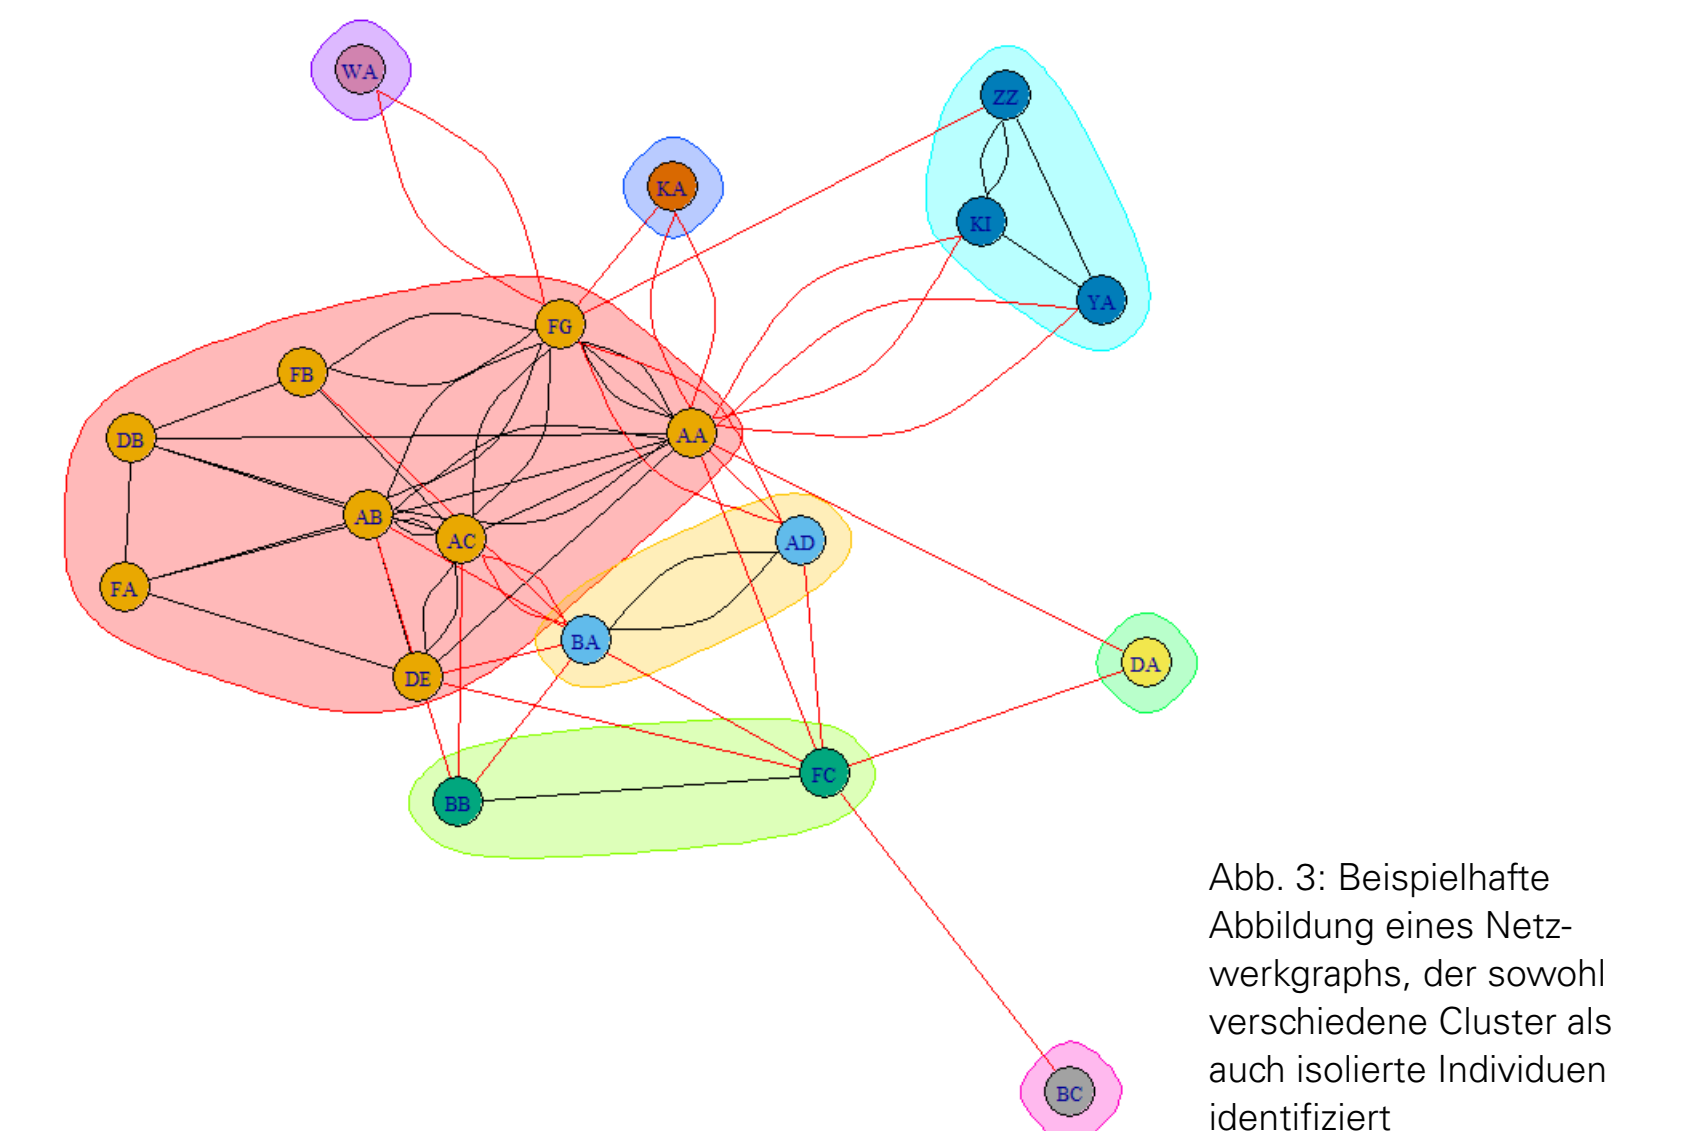 WA
ZZ
KA
KI
YA
FG
FB
DB
AA
AB
AC
AD
FA
BA
DE
DA
FC
BB
Abb. 3: Beispielhafte
Abbildung eines Netz-
werkgraphs, der sowohl
verschiedene Cluster als
auch isolierte Individuen
identifiziert
BC